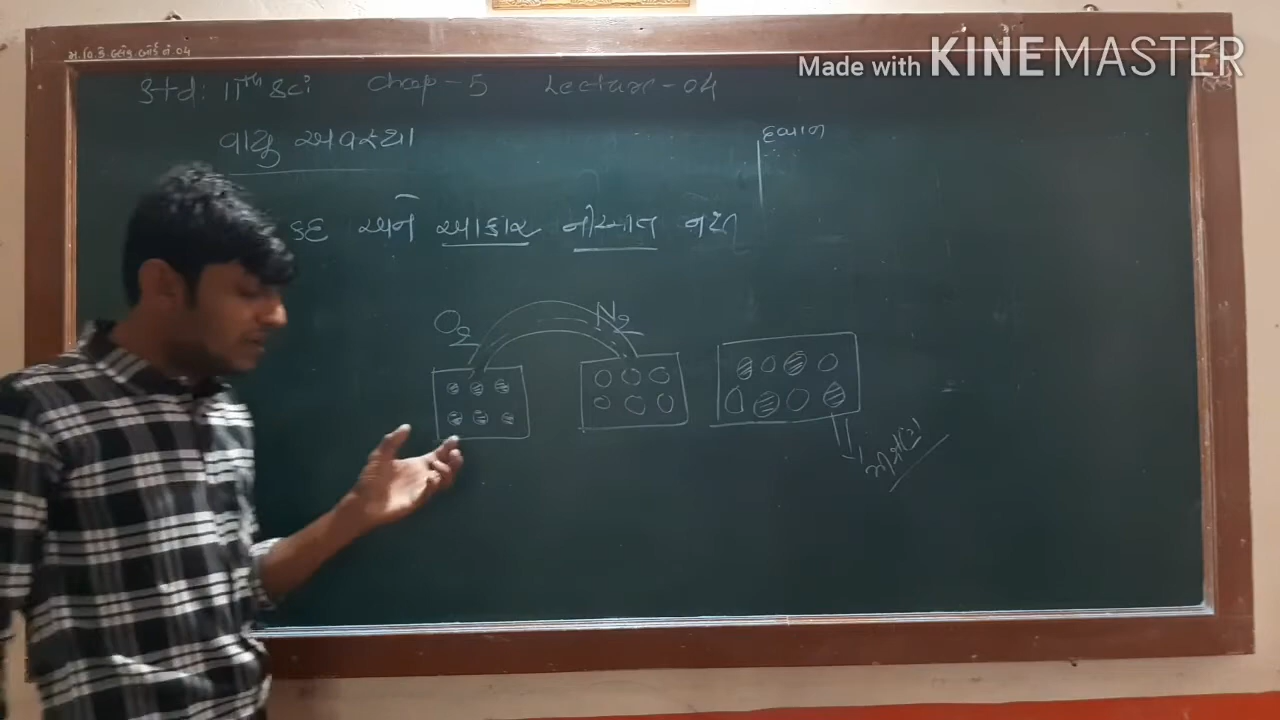 Made with KINEMASTER
Std: 11th Sci Chap-5 Lecture-04
વાયુ અવસ્થા
દબાણ
કદ અને આકાર નીશ્ચીત નથી
O2 N2